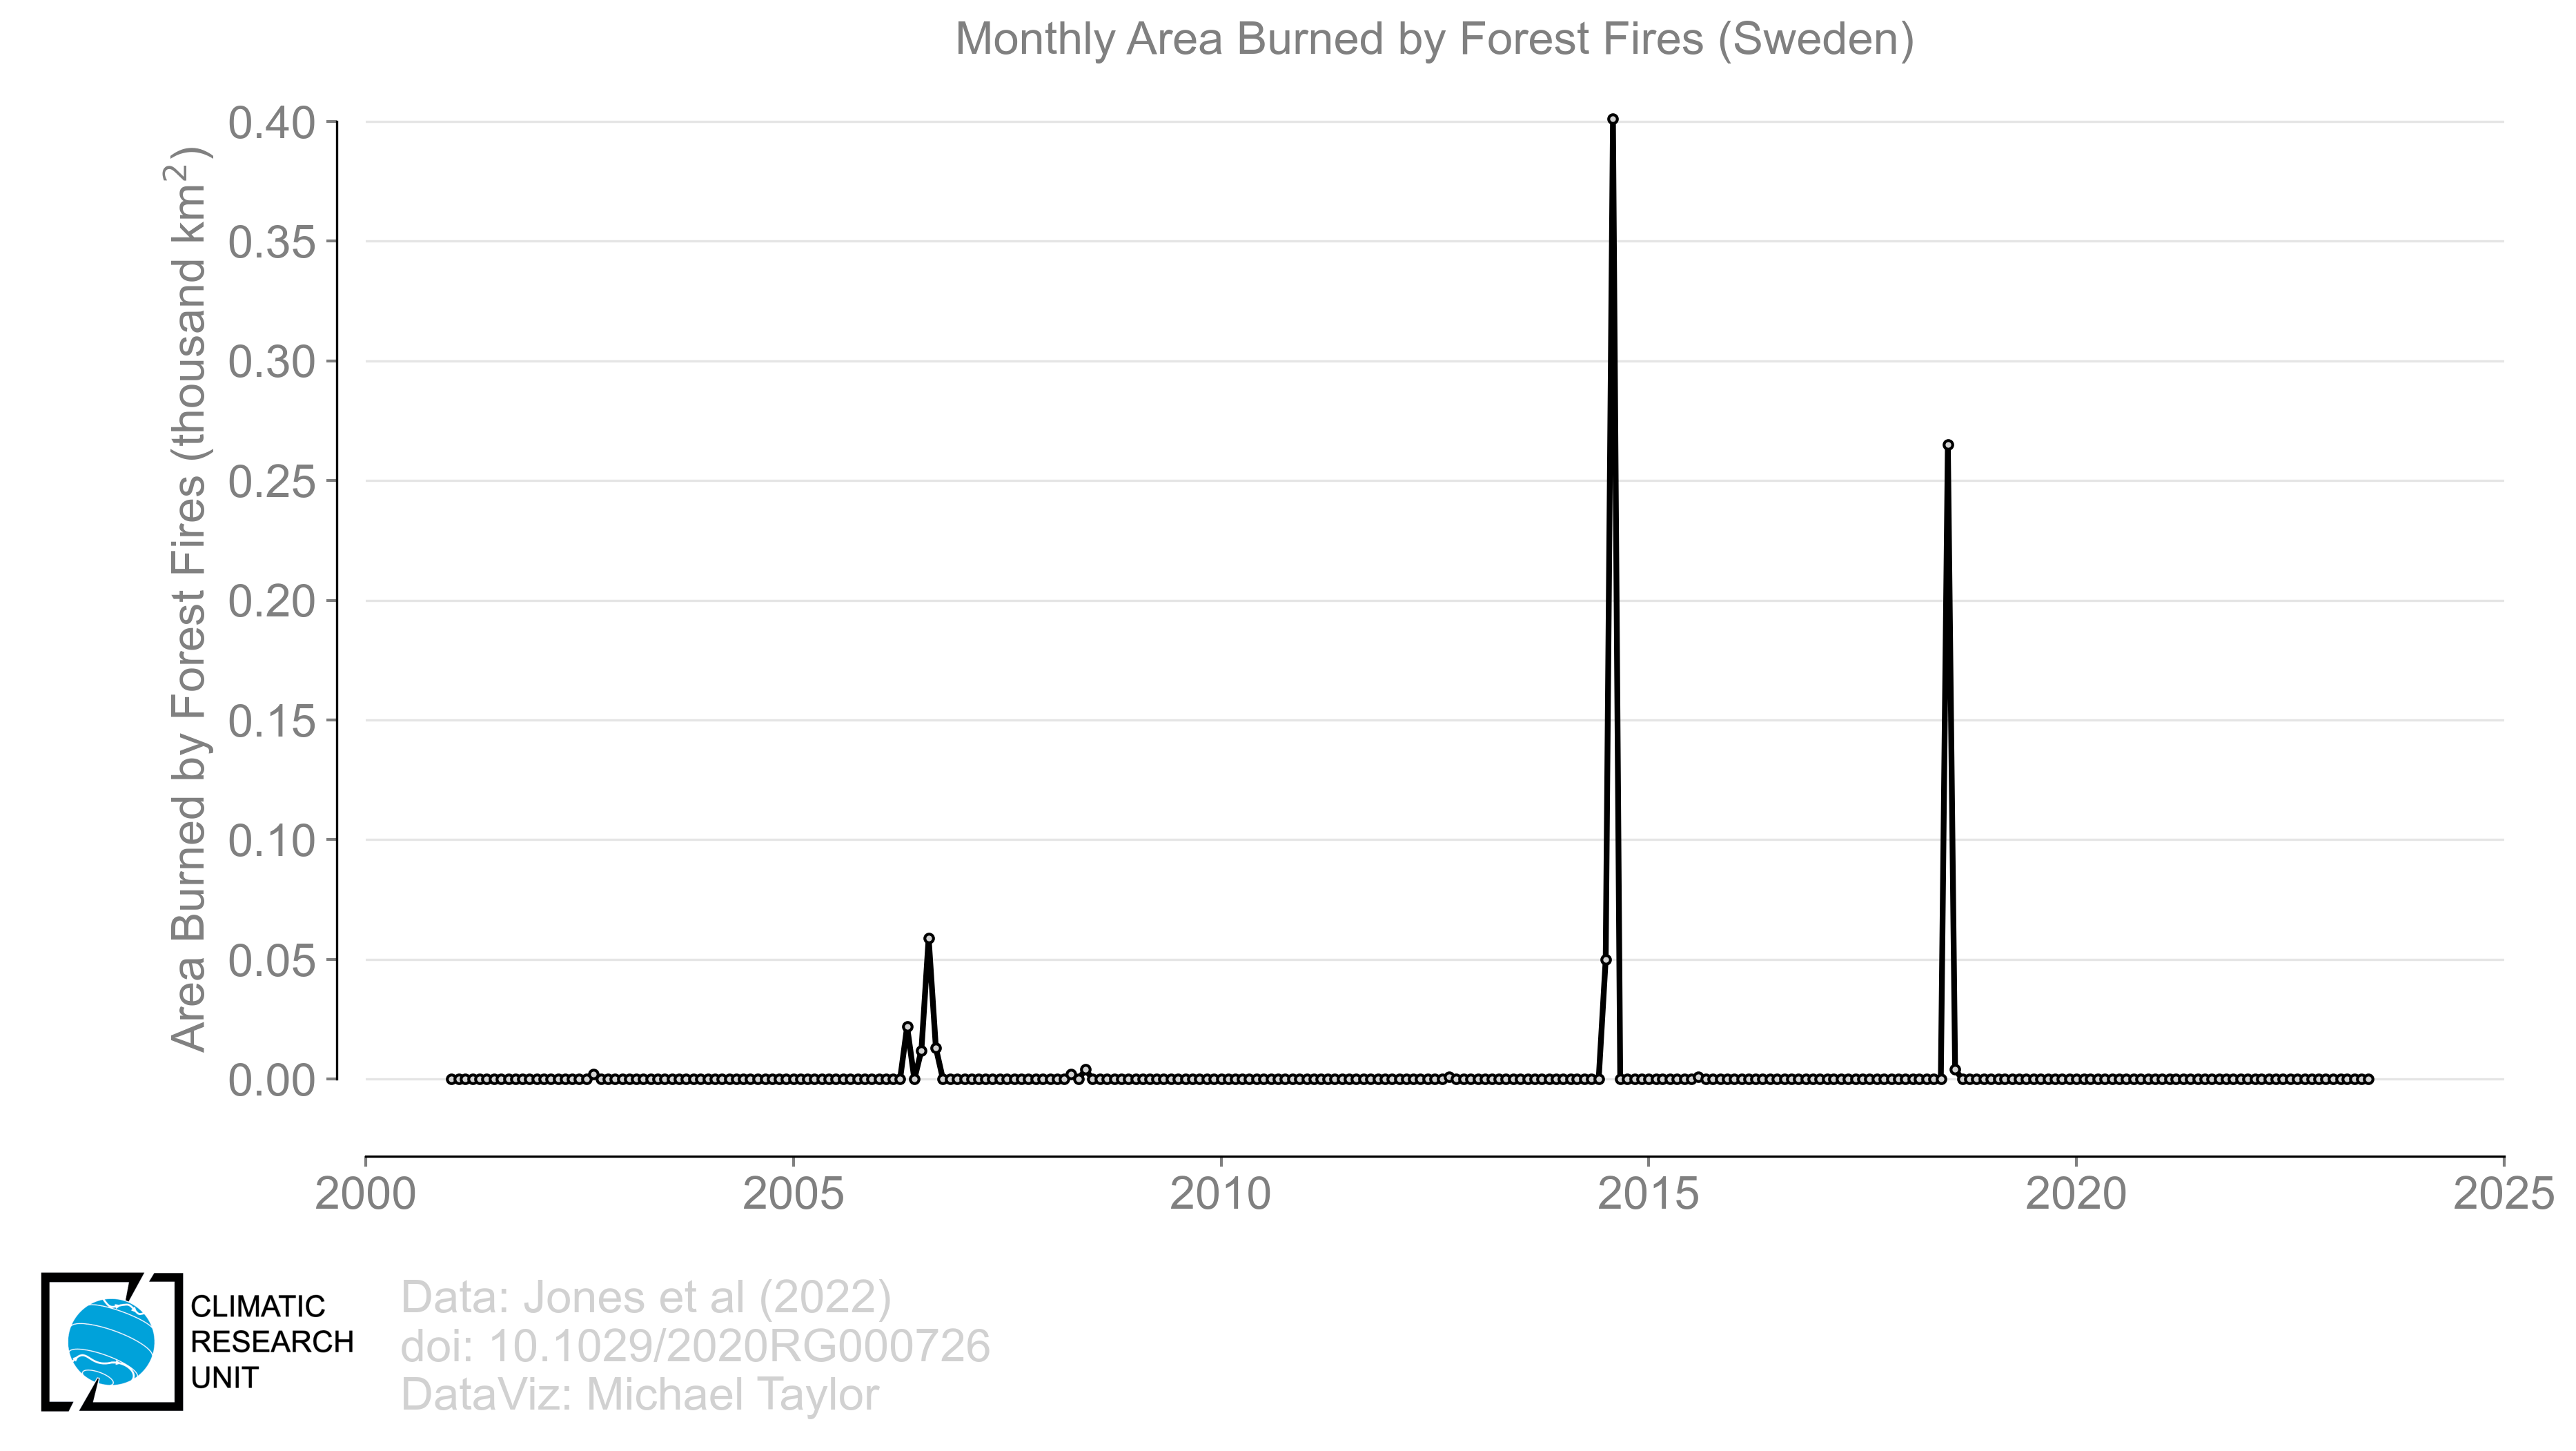 Monthly Area Burned by Forest Fires (Sweden)
Area Burned by Forest Fires (thousand km²)
0.40
0.35
0.30
0.25
0.20
0.15
0.10
0.05
0.00
2000 2005 2010 2015 2020 2025
CLIMATIC
RESEARCH
UNIT
Data: Jones et al (2022)
doi: 10.1029/2020RG000726
DataViz: Michael Taylor